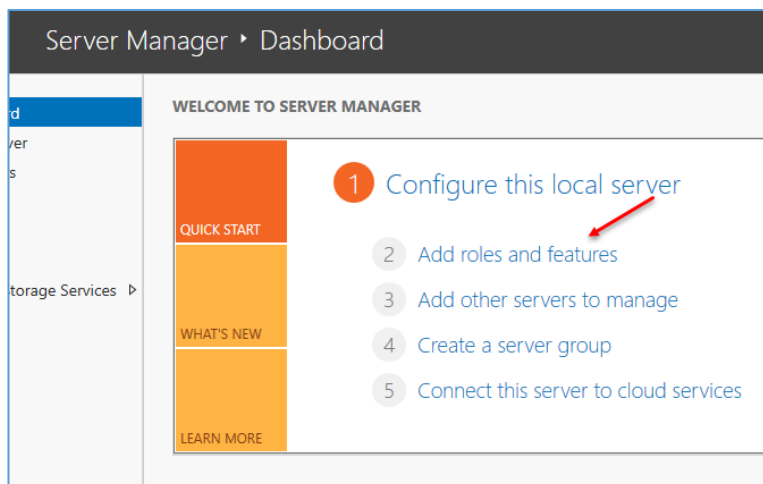 Server Manager ‣ Dashboard
WELCOME TO SERVER MANAGER
rd
ver
s
torage Services
QUICK START
WHAT'S NEW
LEARN MORE
1 Configure this local server
2 Add roles and features
3 Add other servers to manage
4 Create a server group
5 Connect this server to cloud services